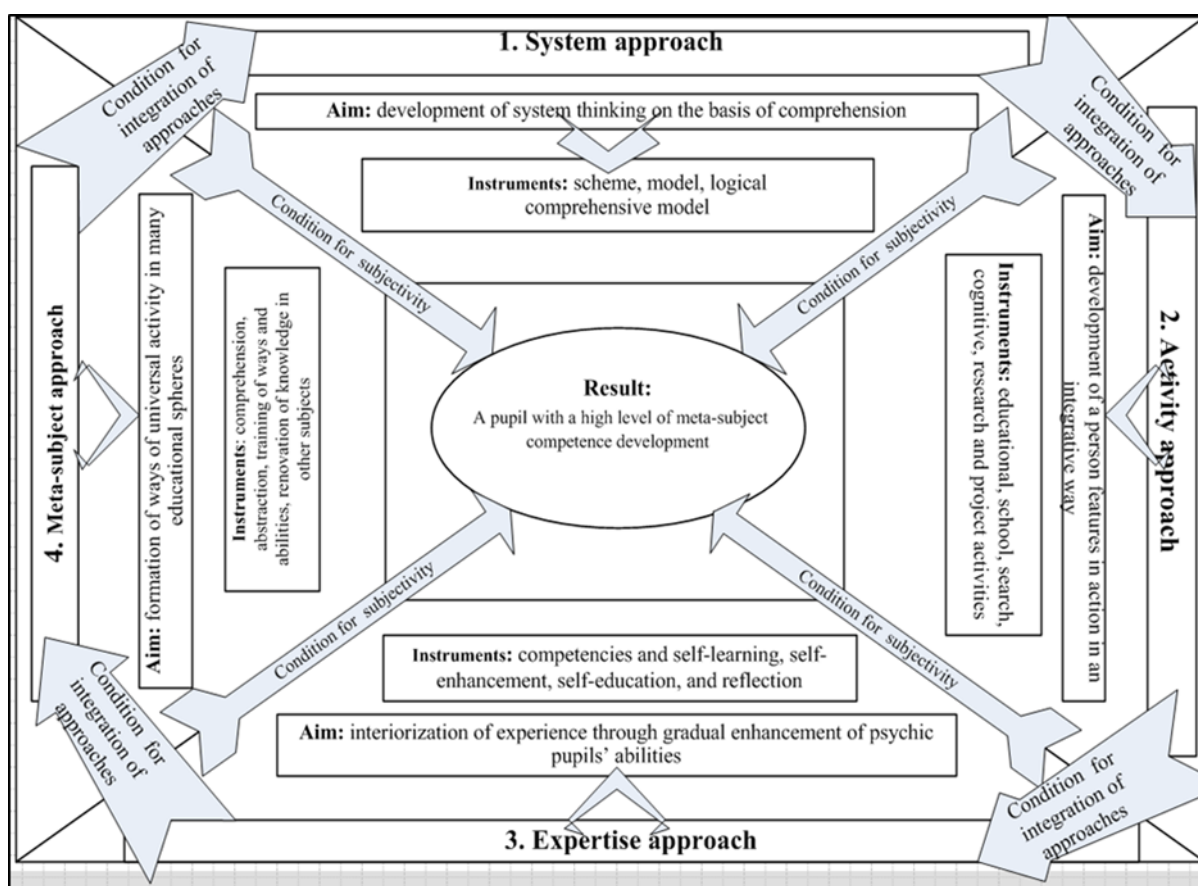 1. System approach
Condition for
integration of
approaches
Condition for
integration of
approaches
Aim: development of system thinking on the basis of comprehension
Instruments: scheme, model, logical
comprehensive model
Condition for subjectivity
Condition for subjectivity
4. Meta-subject approach
Aim: formation of ways of universal activity in many
educational spheres
Instruments: comprehension,
abstraction, training of ways and
abilities, renovation of knowledge in
other subjects
Result:
A pupil with a high level of meta-subject
competence development
Instruments: educational, school, search,
cognitive, research and project activities
Aim: development of a person features in action in an
integrative way
2. Activity approach
Condition for subjectivity
Condition for subjectivity
Instruments: competencies and self-learning, self-
enhancement, self-education, and reflection
Aim: interiorization of experience through gradual enhancement of psychic
pupils’ abilities
Condition for
integration of
approaches
Condition for
integration of
approaches
3. Expertise approach